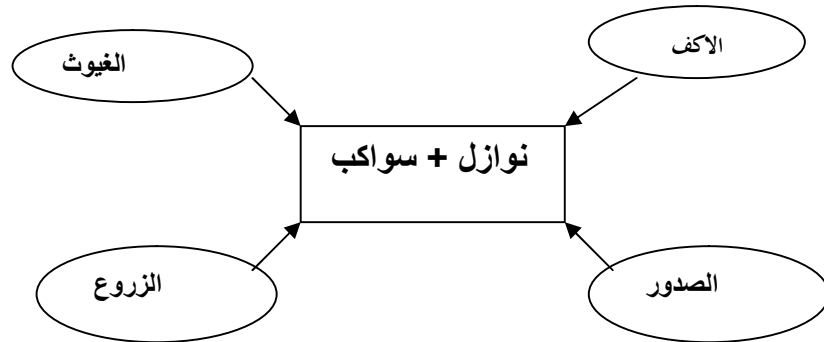 الاكف
الغيوث
نوازل + سواكب
الصدور
الزروع